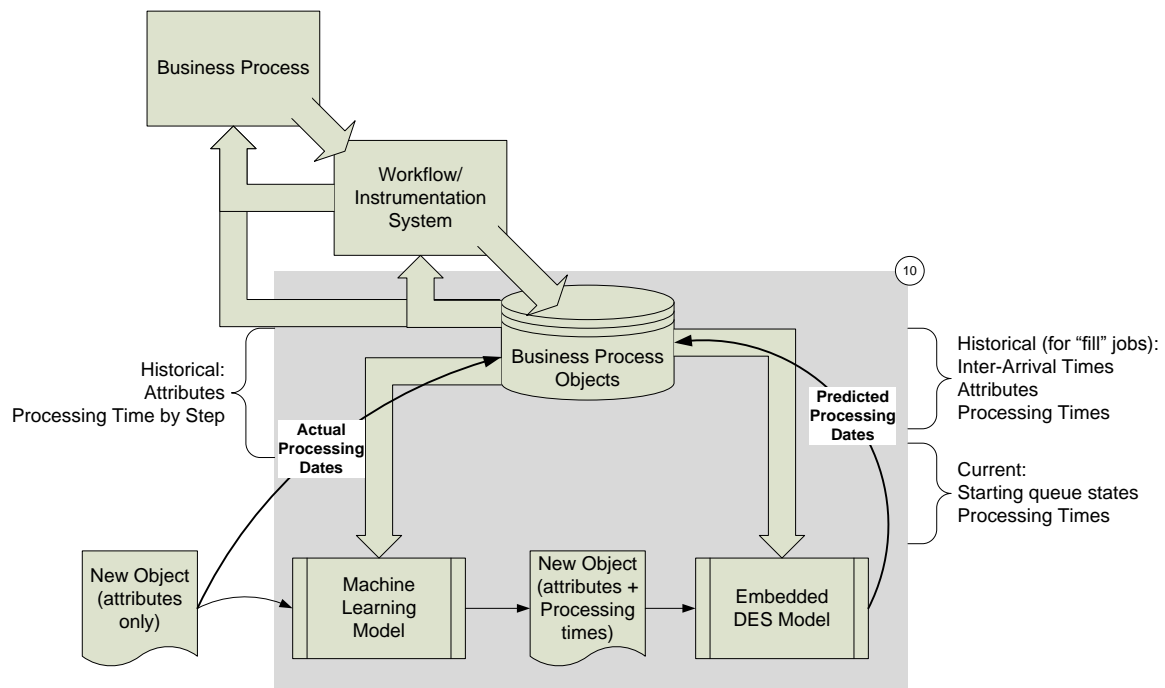 Business Process
Workflow/
Instrumentation
System
10
Business Process
Objects
Historical:
Attributes
Processing Time by Step
Actual
Processing
Dates
Predicted
Processing
Dates
Historical (for “fill” jobs):
Inter-Arrival Times
Attributes
Processing Times
Current:
Starting queue states
Processing Times
New Object
(attributes
only)
Machine
Learning
Model
New Object
(attributes +
Processing
times)
Embedded
DES Model